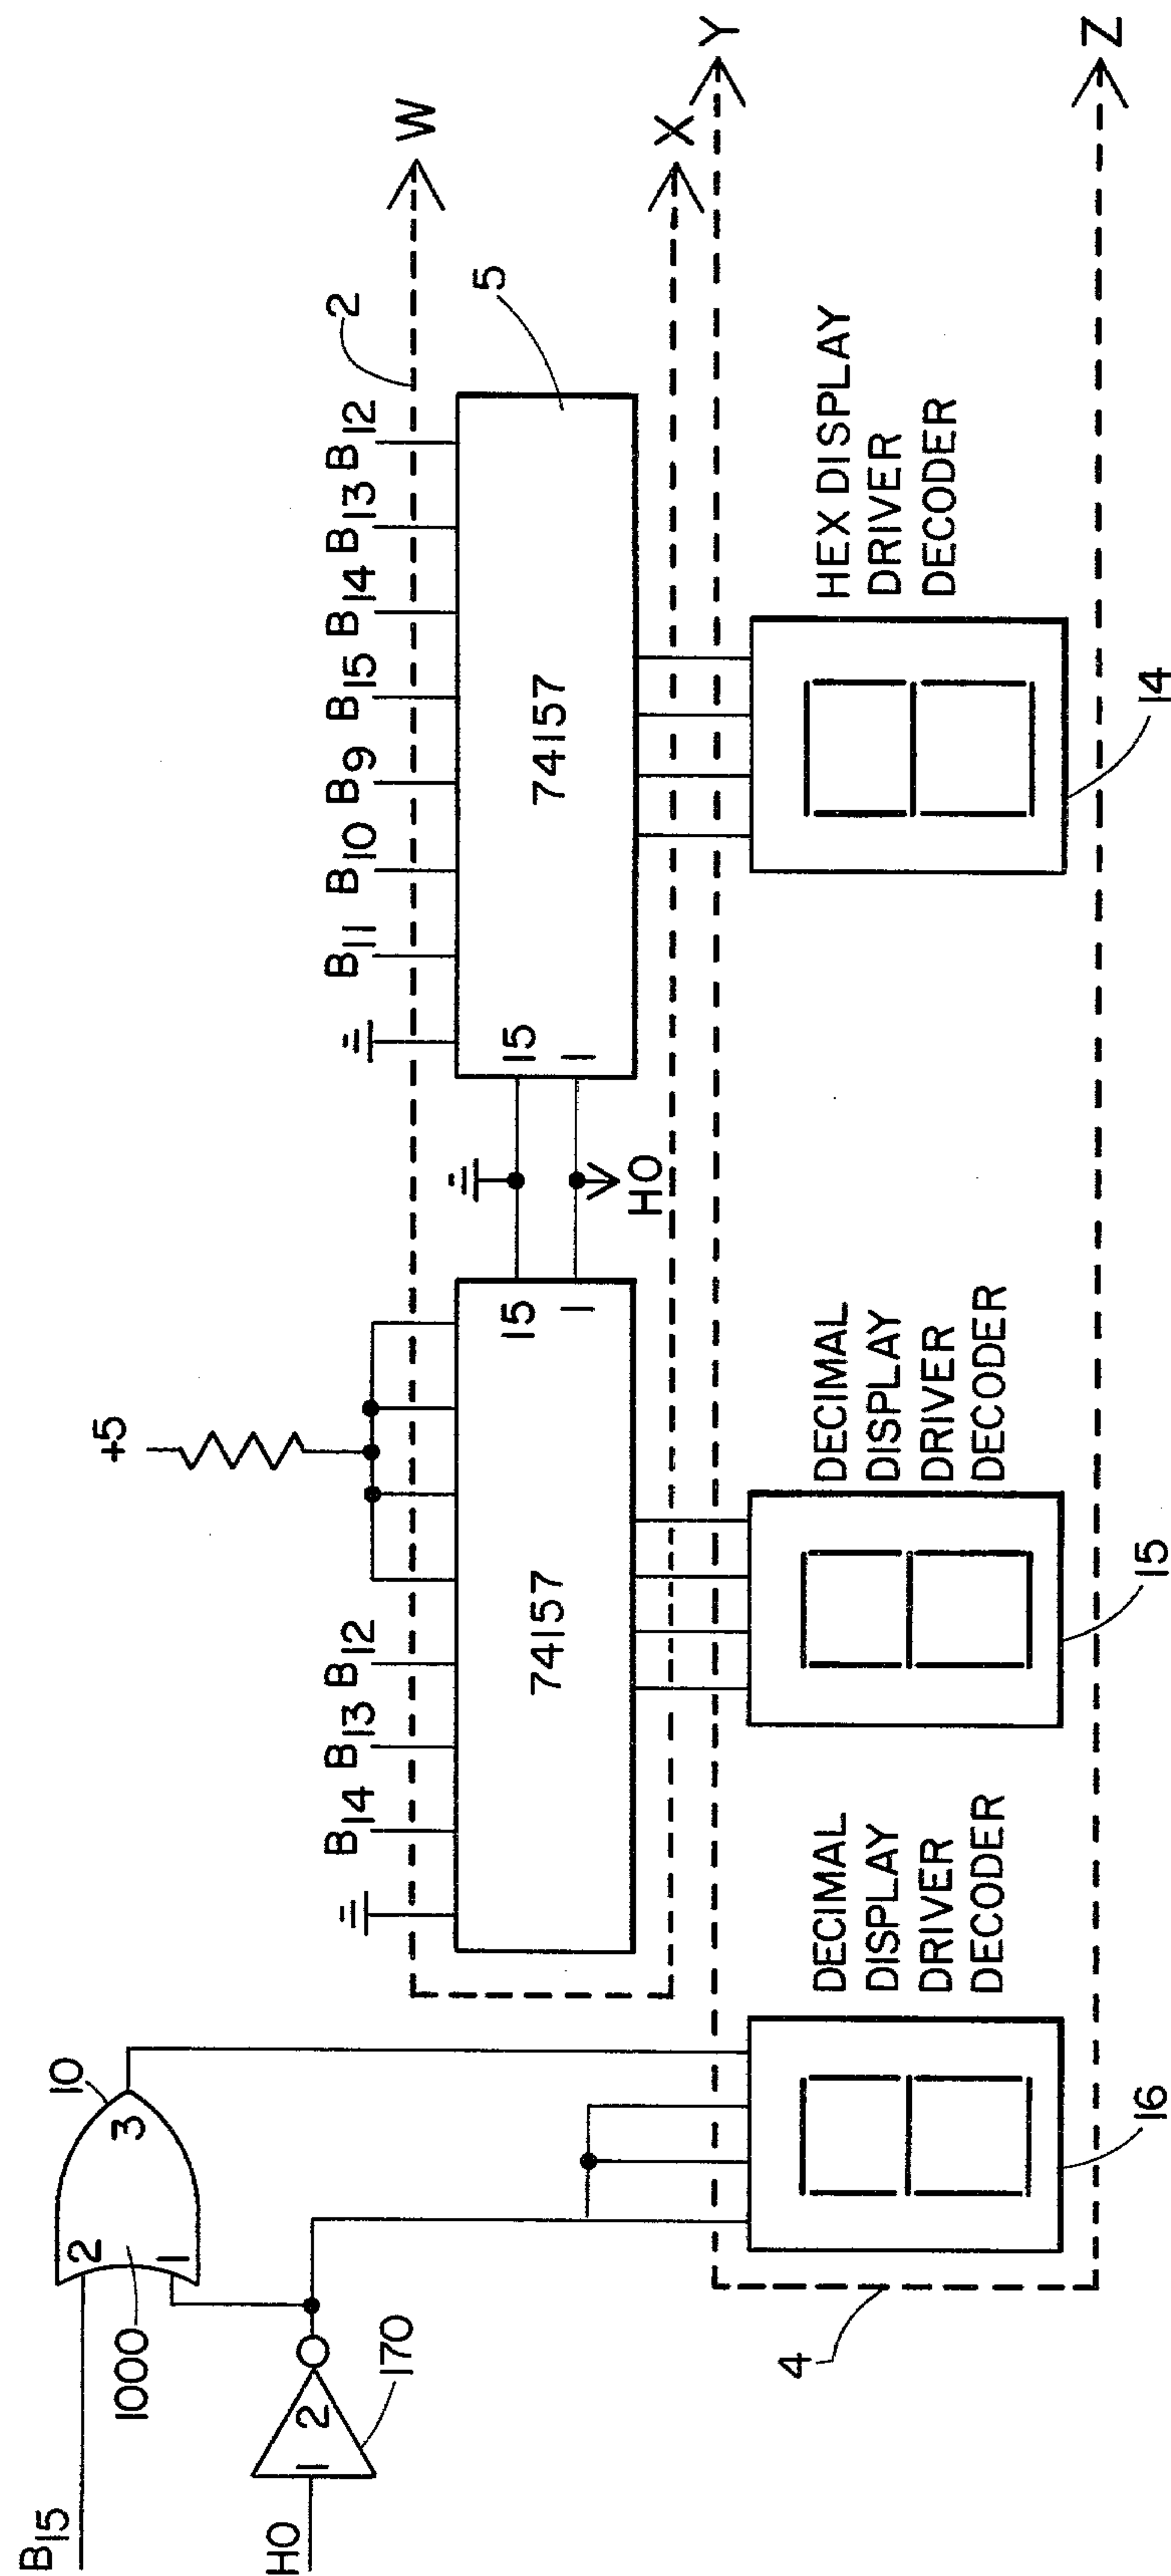 B15
2
1
3
10
1000
HO
1
2
170
+5
B14 B13 B12
B11 B10 B9 B15 B14 B13 B12
2
W
74157
15
1
15
1
74157
5
HO
X
Y
4
DECIMAL
DISPLAY
DRIVER
DECODER
DECIMAL
DISPLAY
DRIVER
DECODER
HEX DISPLAY
DRIVER
DECODER
Z
16
15
14